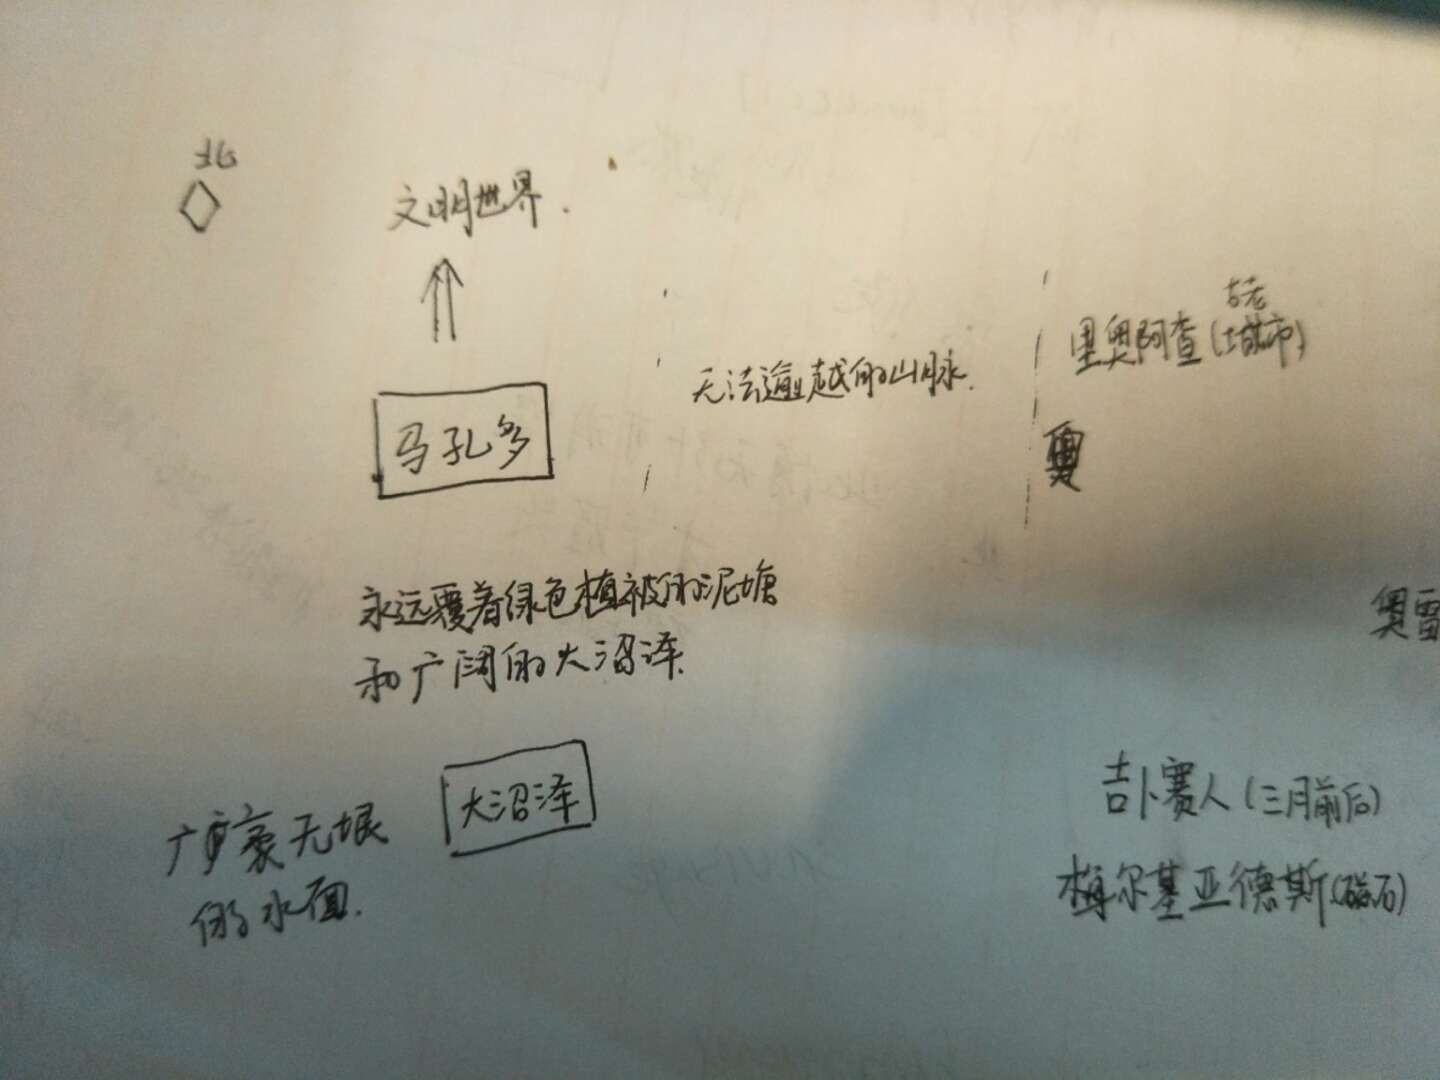 北
文明世界.
马孔多
无法逾越的山脉.
里奥阿查(古老城市)
奥雷
永远覆着绿色植被的泥塘
和广阔的大沼泽.
大沼泽
广袤无垠
的水面.
吉卜赛人(三月前后)
梅尔基亚德斯(磁石)